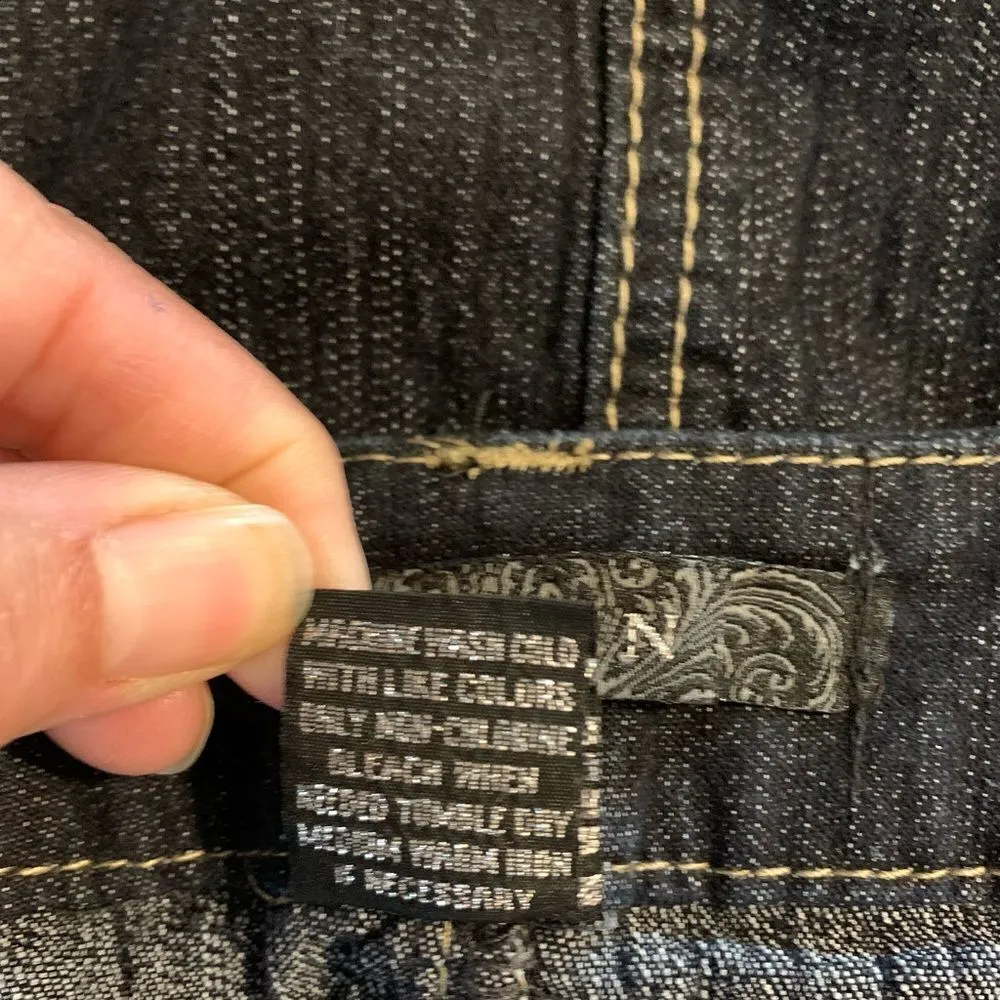 MACHINE WASH COLD
WITH LIKE COLORS
ONLY NON-CHLORINE
BLEACH WHEN
NEEDED TUMBLE DRY
MEDIUM WARM IRON
IF NECESSARY
N